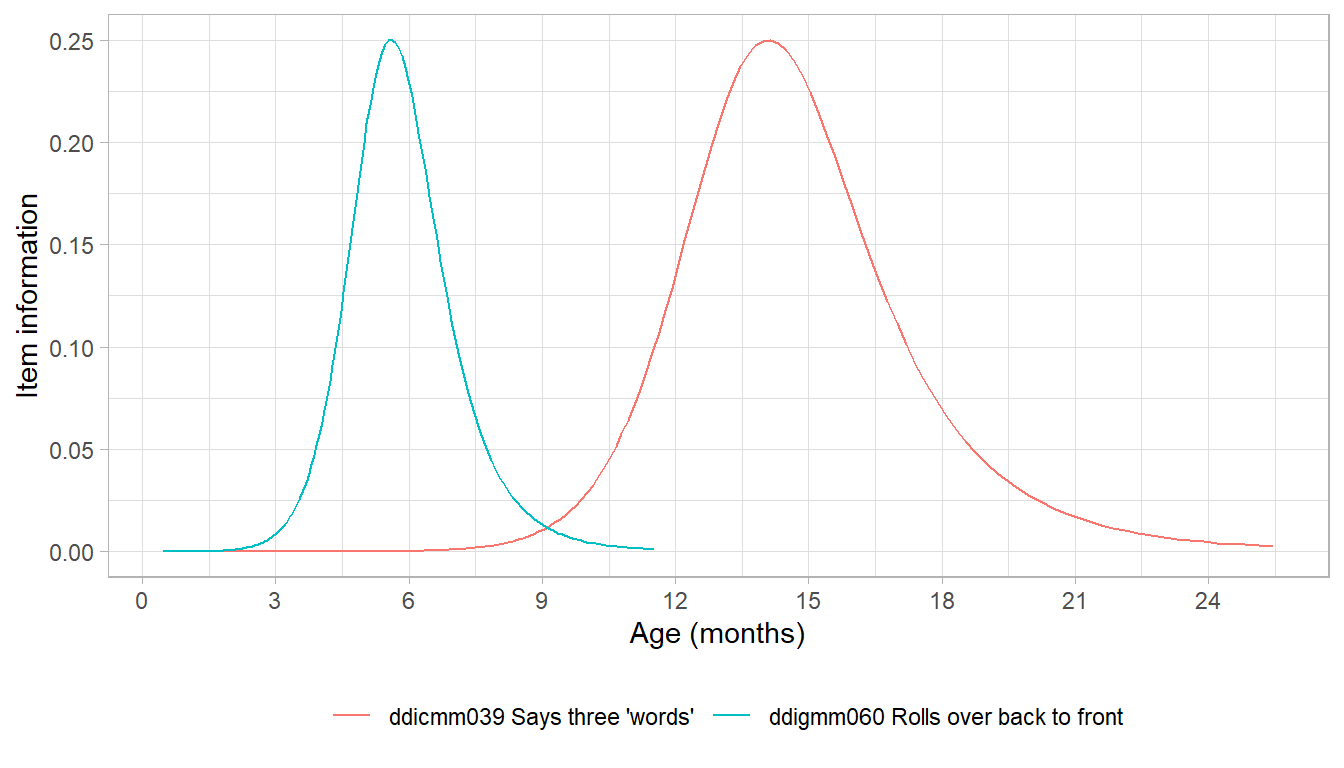 Item information
0.25
0.20
0.15
0.10
0.05
0.00
0 3 6 9 12 15 18 21 24
Age (months)
ddicmm039 Says three 'words' ddigmm060 Rolls over back to front